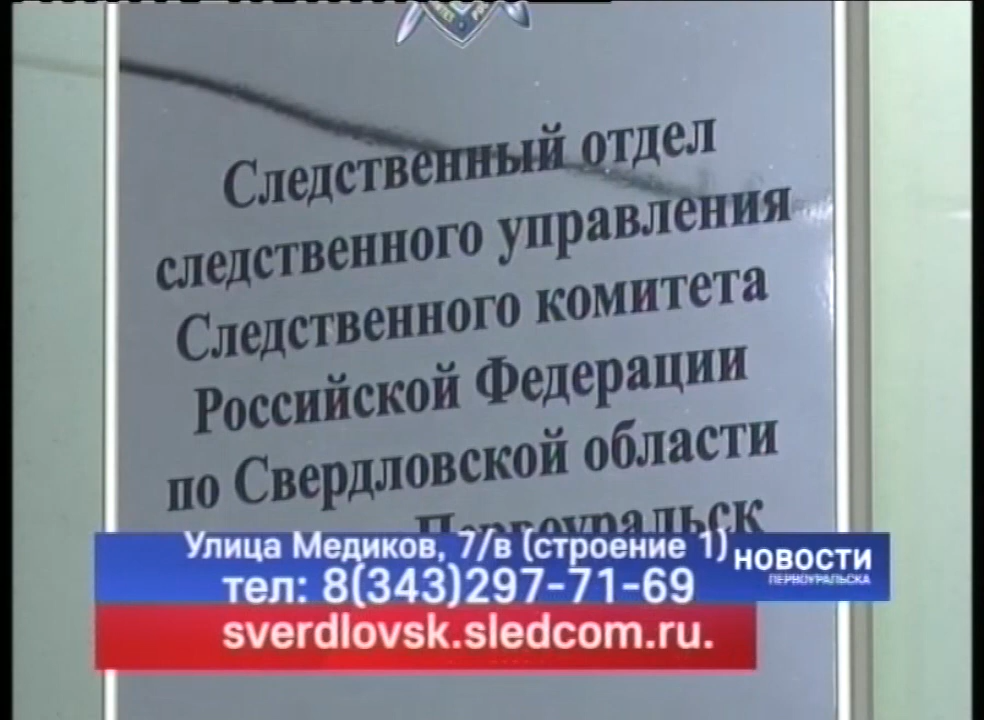 Следственный отдел
следственного управления
Следственного комитета
Российской Федерации
по Свердловской области
Первоуральск
Улица Медиков, 7/в (строение 1)
тел: 8(343)297-71-69
sverdlovsk.sledcom.ru.
НОВОСТИ
ПЕРВОУРАЛЬСКА